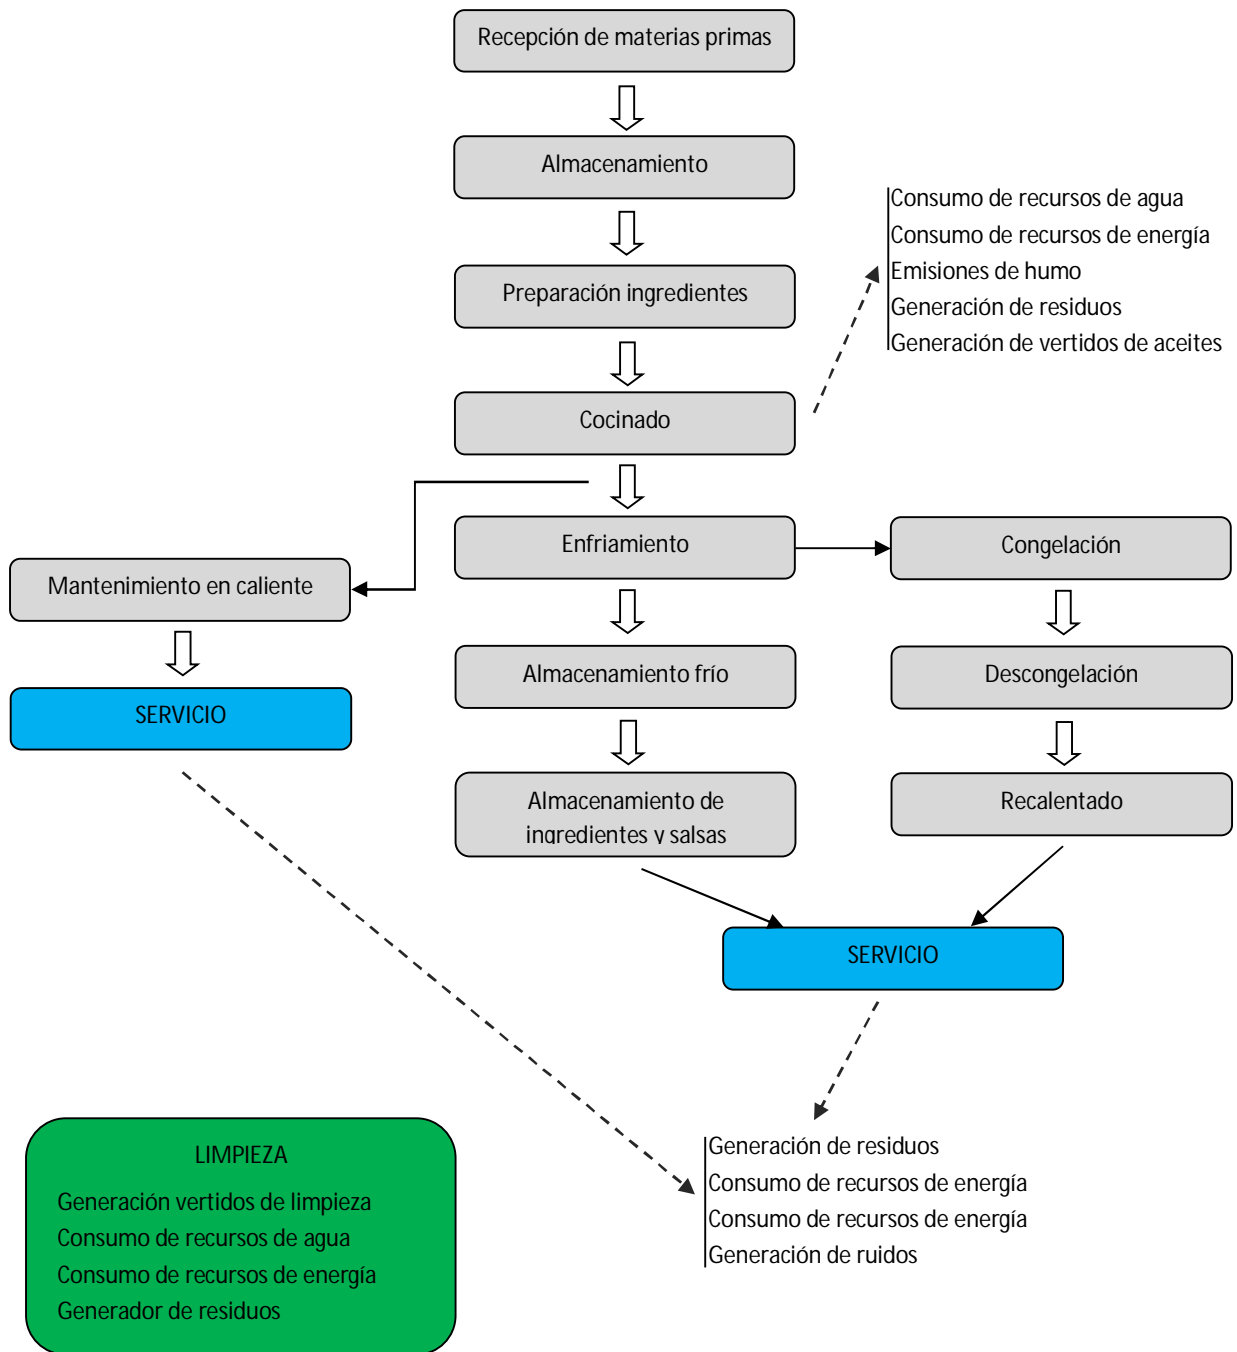 Recepción de materias primas
Almacenamiento
Consumo de recursos de agua
Consumo de recursos de energía
Emisiones de humo
Generación de residuos
Generación de vertidos de aceites
Preparación ingredientes
Cocinado
Enfriamiento
Congelación
Mantenimiento en caliente
Almacenamiento frío
Descongelación
SERVICIO
Almacenamiento de
ingredientes y salsas
Recalentado
SERVICIO
Generación de residuos
Consumo de recursos de energía
Consumo de recursos de energía
Generación de ruidos
LIMPIEZA
Generación vertidos de limpieza
Consumo de recursos de agua
Consumo de recursos de energía
Generador de residuos